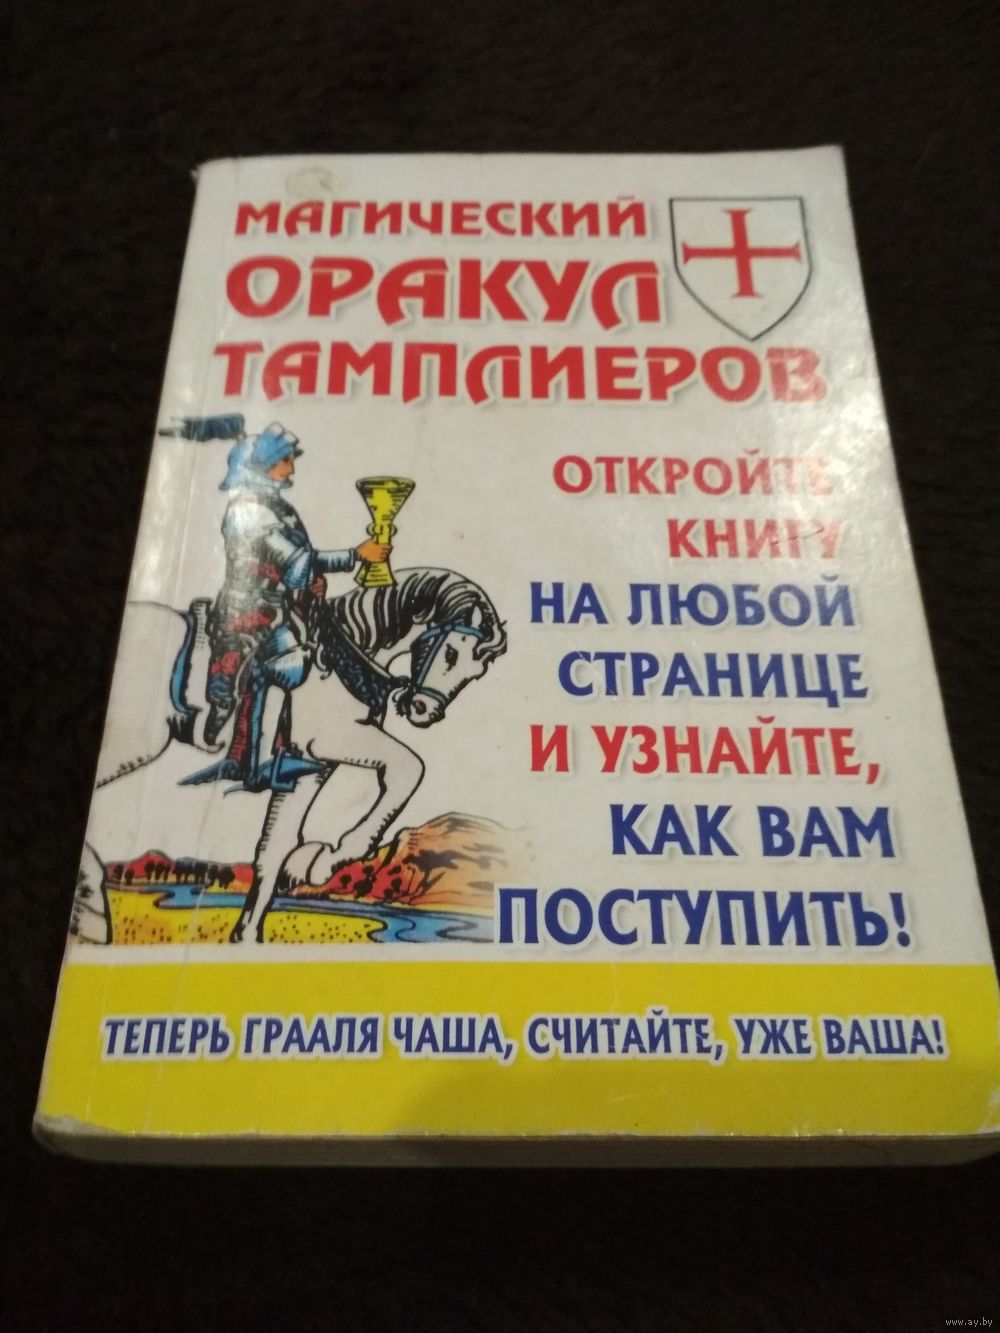 МАГИЧЕСКИЙ
ОРАКУЛ
ТАМПЛИЕРОВ
ОТКРОЙТЕ
КНИГУ
НА ЛЮБОЙ
СТРАНИЦЕ
И УЗНАЙТЕ,
КАК ВАМ
ПОСТУПИТЬ!
ТЕПЕРЬ ГРААЛЯ ЧАША, СЧИТАЙТЕ, УЖЕ ВАША!
www.ay.by